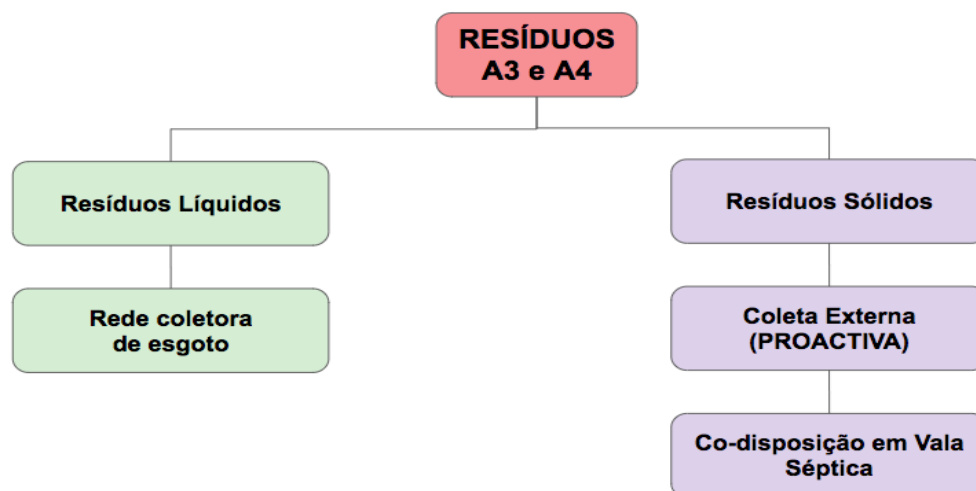 RESÍDUOS
A3 e A4
Resíduos Líquidos
Resíduos Sólidos
Rede coletora
de esgoto
Coleta Externa
(PROACTIVA)
Co-disposição em Vala
Séptica